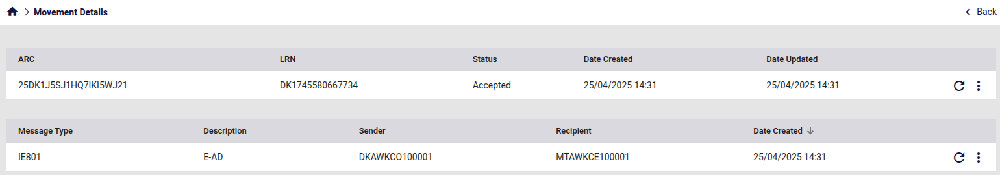 Movement Details
Back
ARC LRN Status Date Created Date Updated
25DK1J5SJ1HQ7IKI5WJ21 DK1745580667734 Accepted 25/04/2025 14:31 25/04/2025 14:31
Message Type Description Sender Recipient Date Created
IE801 E-AD DKAWKCO100001 MTAWKCE100001 25/04/2025 14:31